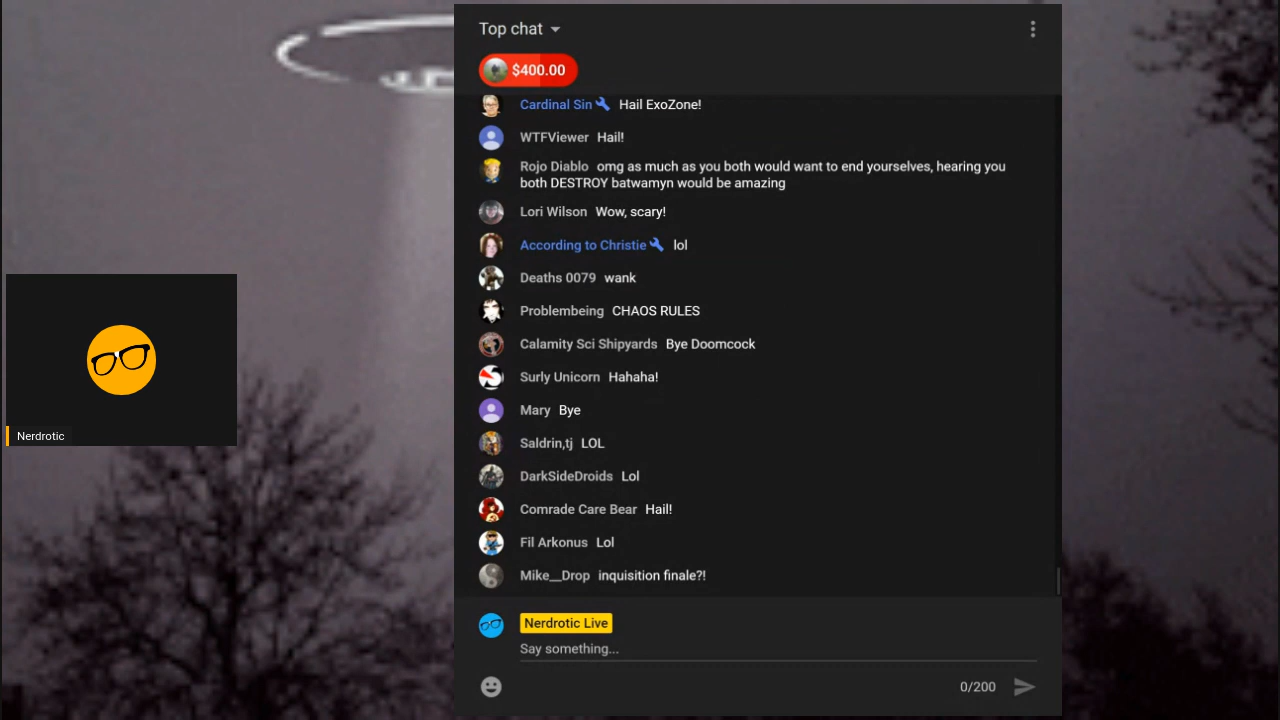 Top chat
$400.00
Cardinal Sin Hail ExoZone!
WTFViewer Hail!
Rojo Diablo omg as much as you both would want to end yourselves, hearing you
both DESTROY batwamyn would be amazing
Lori Wilson Wow, scary!
According to Christie lol
Deaths 0079 wank
Problembeing CHAOS RULES
Calamity Sci Shipyards Bye Doomcock
Surly Unicorn Hahaha!
Mary Bye
Saldrin,tj LOL
DarkSideDroids Lol
Comrade Care Bear Hail!
Fil Arkonus Lol
Mike__Drop inquisition finale?!
Nerdrotic Live
Say something...
0/200
Nerdrotic